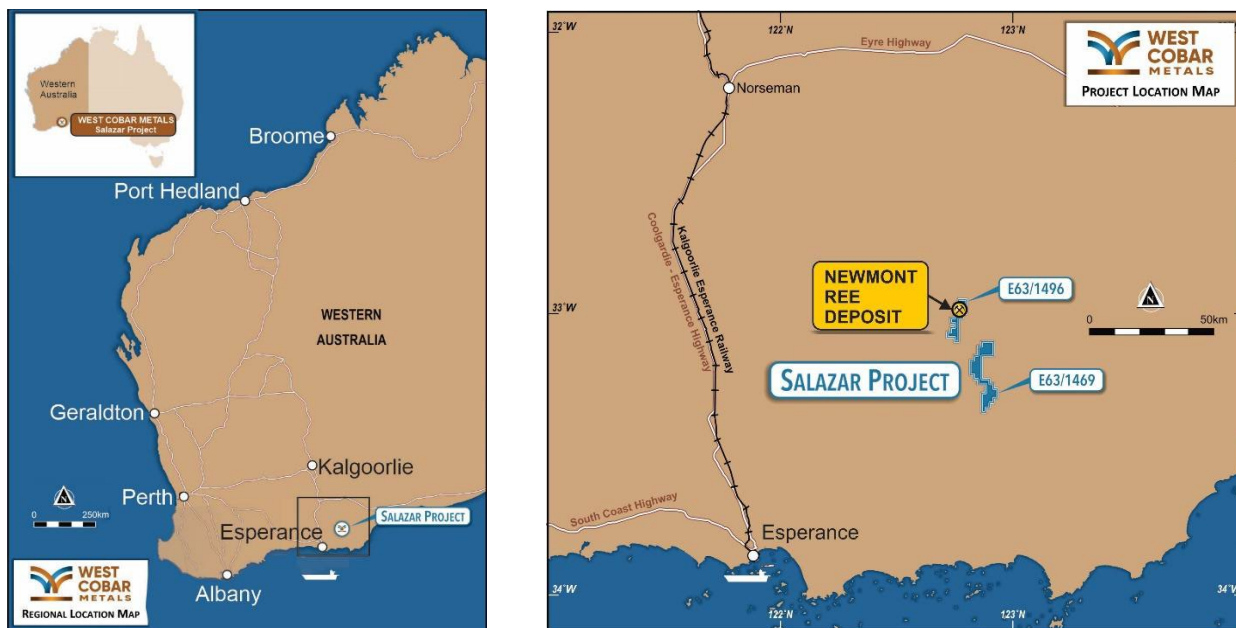 Western
Australia
WEST COBAR METALS
Salazar Project
Broome
Port Hedland
WESTERN
AUSTRALIA
Geraldton
Kalgoorlie
Perth
N
0 250km
Esperance
SALAZAR PROJECT
Albany
WEST
COBAR
METALS
REGIONAL LOCATION MAP
32°W
122°W
123°W
Eyre Highway
WEST
COBAR
METALS
PROJECT LOCATION MAP
Norseman
Coolgardie - Esperance Highway
Kalgoorlie Esperance Railway
33°W
NEWMONT
REE
DEPOSIT
E63/1496
N
0 50km
SALAZAR PROJECT
E63/1469
South Coast Highway
Esperance
34°W
122°W
123°W
34°W